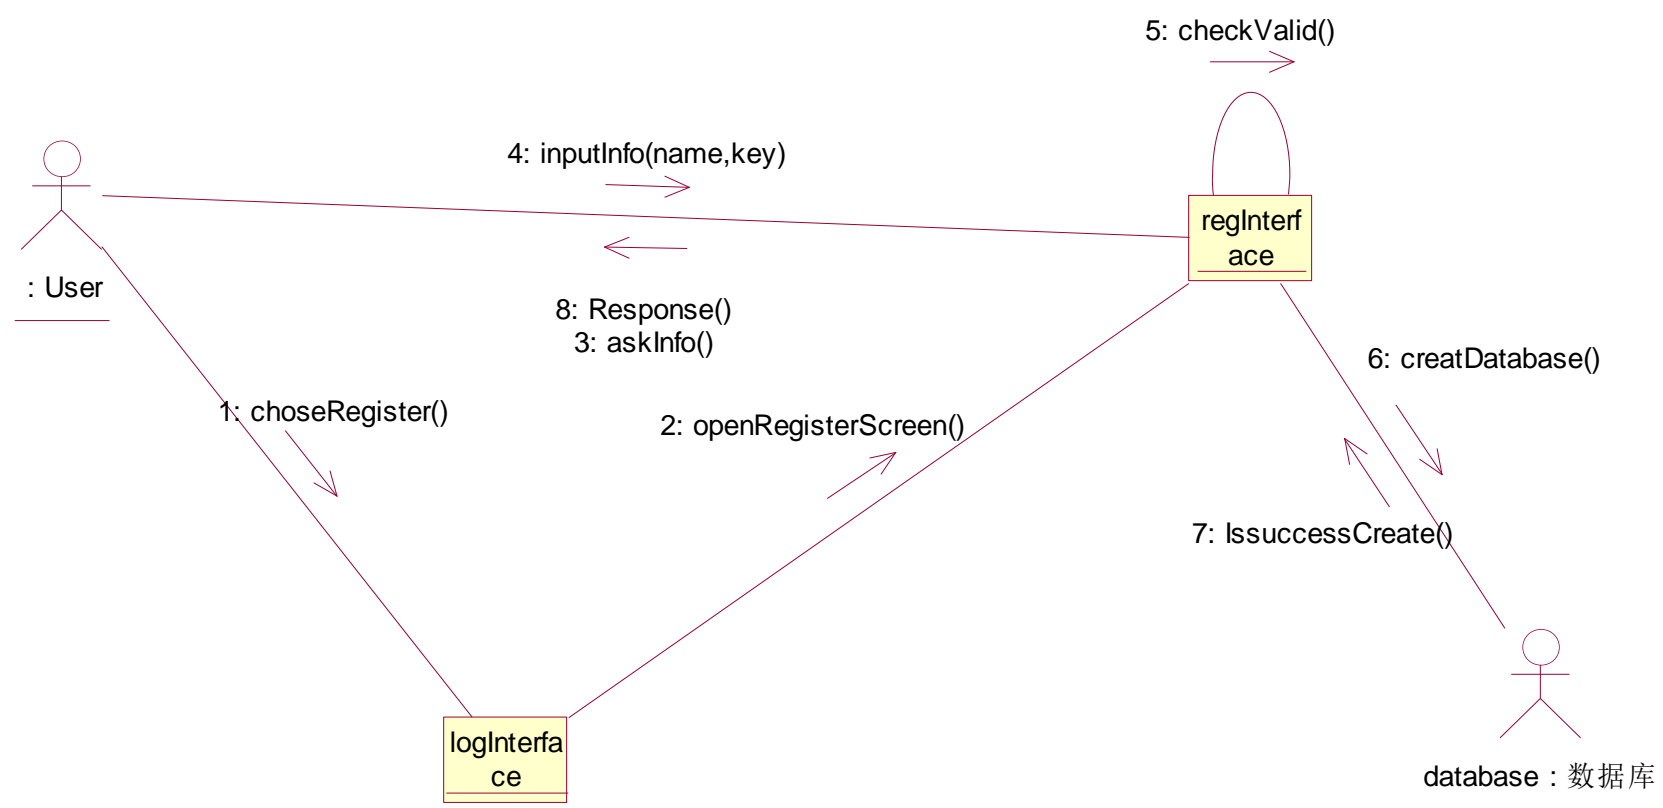 5: checkValid()
4: inputInfo(name,key)
regInterf
ace
: User
8: Response()
3: askInfo()
6: creatDatabase()
1: choseRegister()
2: openRegisterScreen()
7: IssuccessCreate()
logInterfa
ce
database : 数据库